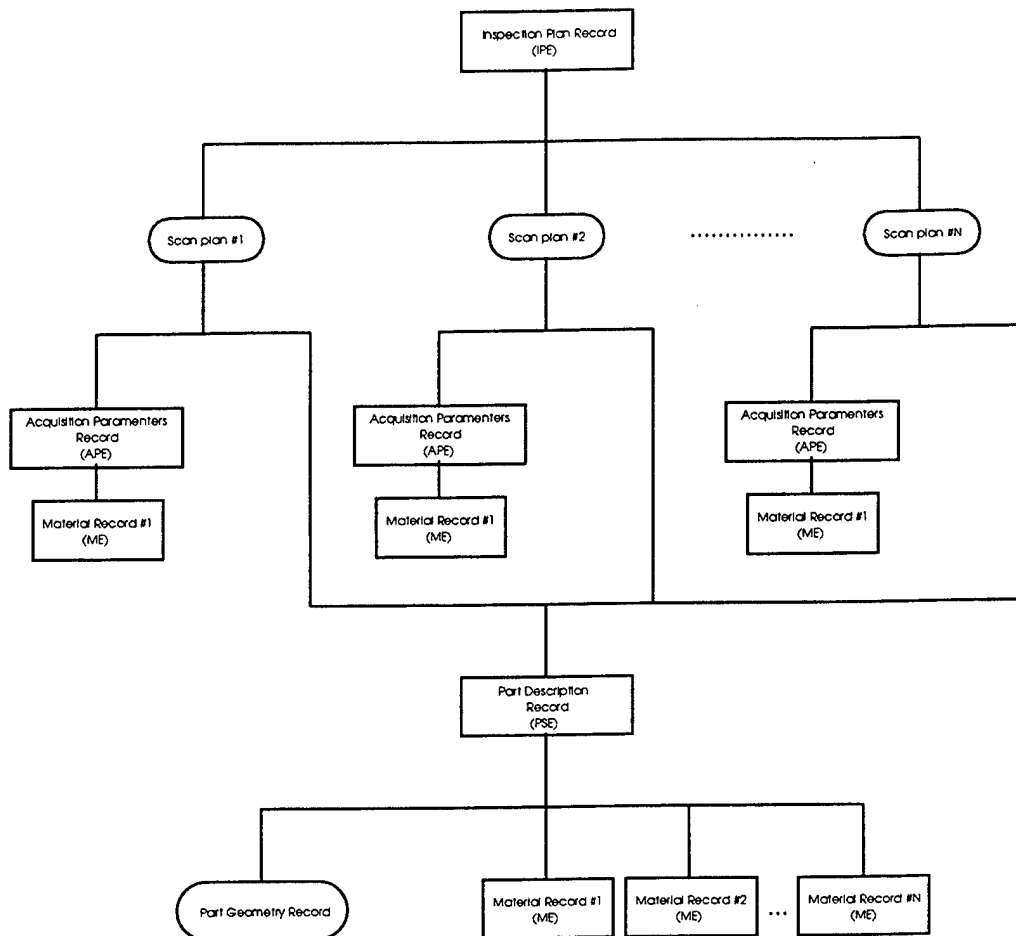 Inspection Plan Record
(IPE)
Scan plan #1
Scan plan #2
Scan plan #N
Acquisition Paramenters
Record
(APE)
Acquisition Paramenters
Record
(APE)
Acquisition Paramenters
Record
(APE)
Material Record #1
(ME)
Material Record #1
(ME)
Material Record #1
(ME)
Part Description
Record
(PSE)
Part Geometry Record
Material Record #1
(ME)
Material Record #2
(ME)
...
Material Record #N
(ME)